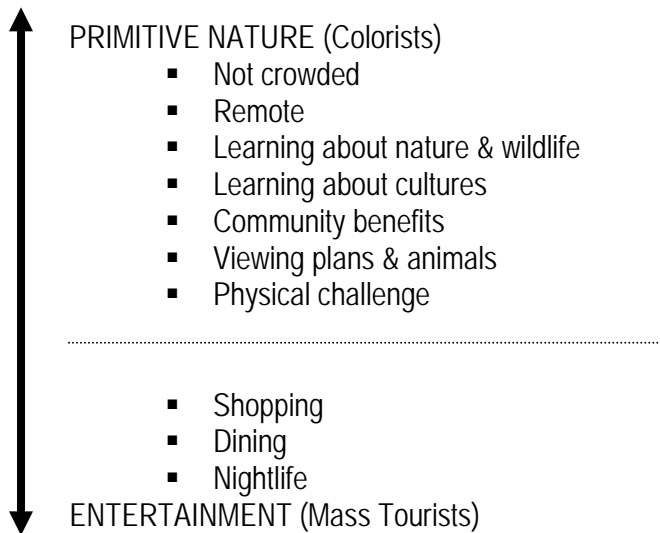 PRIMITIVE NATURE (Colorists)
▪ Not crowded
▪ Remote
▪ Learning about nature & wildlife
▪ Learning about cultures
▪ Community benefits
▪ Viewing plans & animals
▪ Physical challenge
▪ Shopping
▪ Dining
▪ Nightlife
ENTERTAINMENT (Mass Tourists)